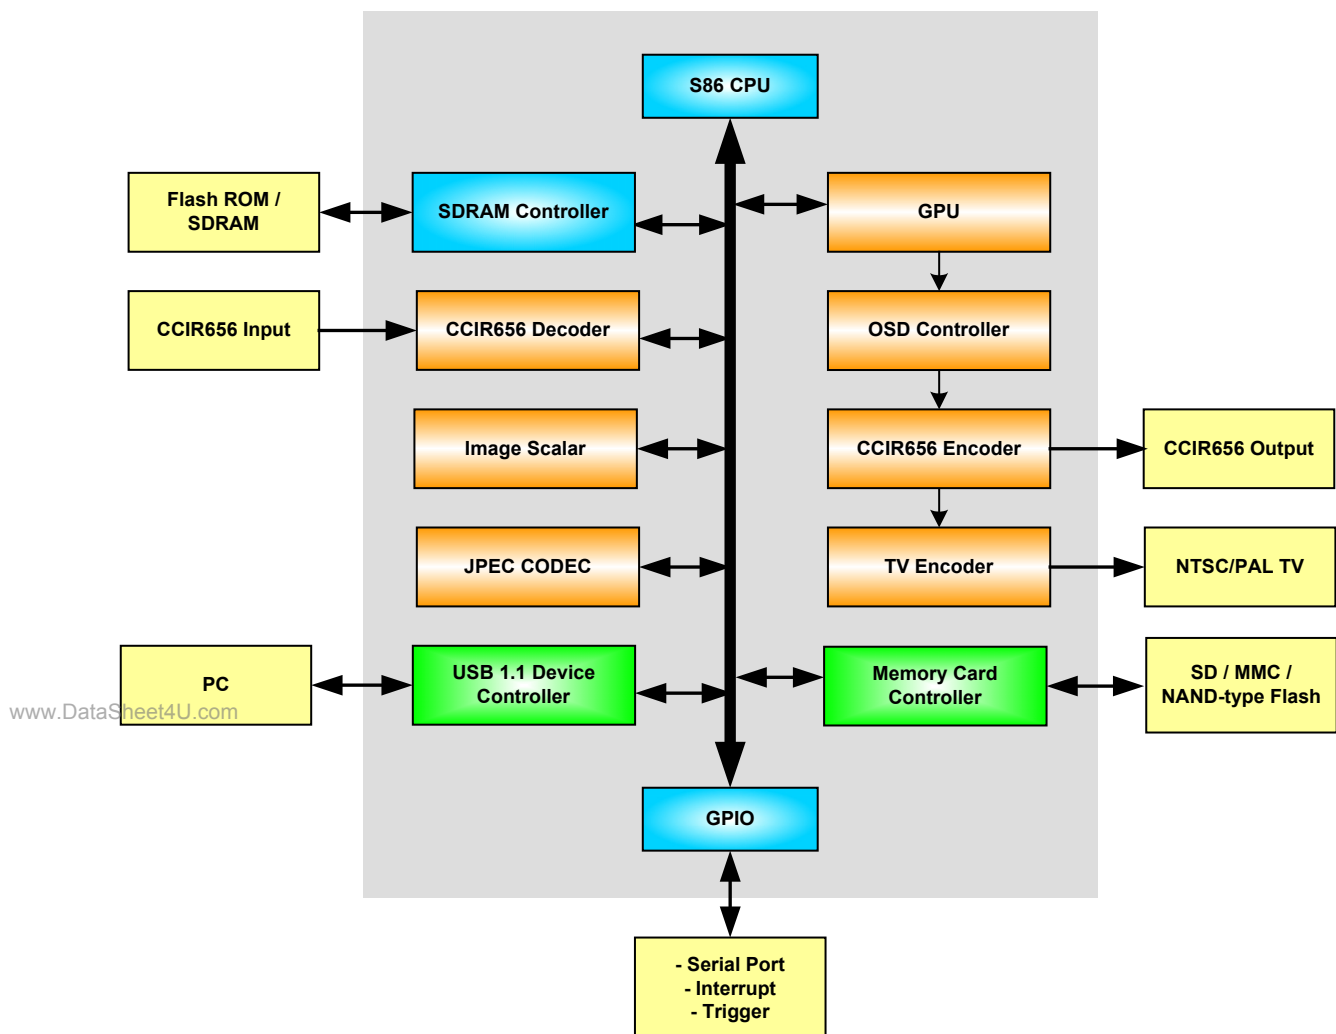 S86 CPU
Flash ROM /
SDRAM
SDRAM Controller
GPU
CCIR656 Input
CCIR656 Decoder
OSD Controller
Image Scalar
CCIR656 Encoder
CCIR656 Output
JPEC CODEC
TV Encoder
NTSC/PAL TV
PC
USB 1.1 Device
Controller
Memory Card
Controller
SD / MMC /
NAND-type Flash
www.DataSheet4U.com
GPIO
- Serial Port
- Interrupt
- Trigger